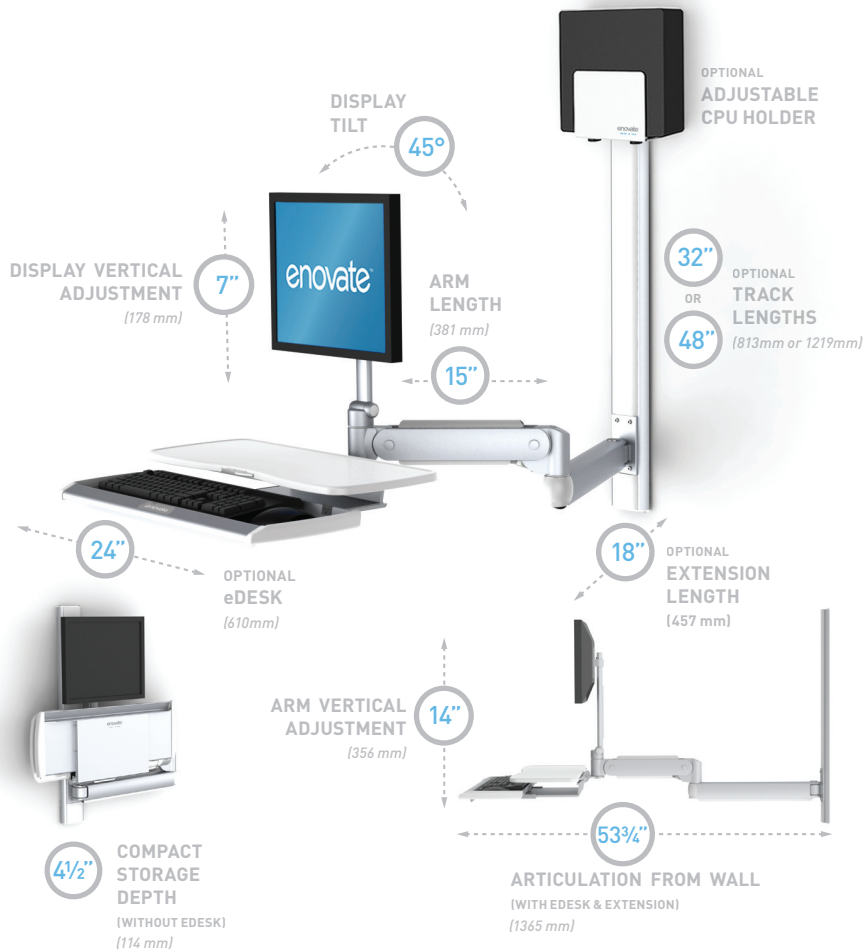 OPTIONAL
ADJUSTABLE
CPU HOLDER
enovate
DISPLAY
TILT
45°
DISPLAY VERTICAL
ADJUSTMENT
(178 mm)
7”
enovate™
ARM
LENGTH
(381 mm)
15”
32”
OR
48”
OPTIONAL
TRACK
LENGTHS
(813mm or 1219mm)
enovate
24”
OPTIONAL
eDESK
(610mm)
18”
OPTIONAL
EXTENSION
LENGTH
(457 mm)
enovate
ARM VERTICAL
ADJUSTMENT
(356 mm)
14”
53¾”
ARTICULATION FROM WALL
(WITH EDESK & EXTENSION)
(1365 mm)
4½”
COMPACT
STORAGE
DEPTH
(WITHOUT EDESK)
(114 mm)